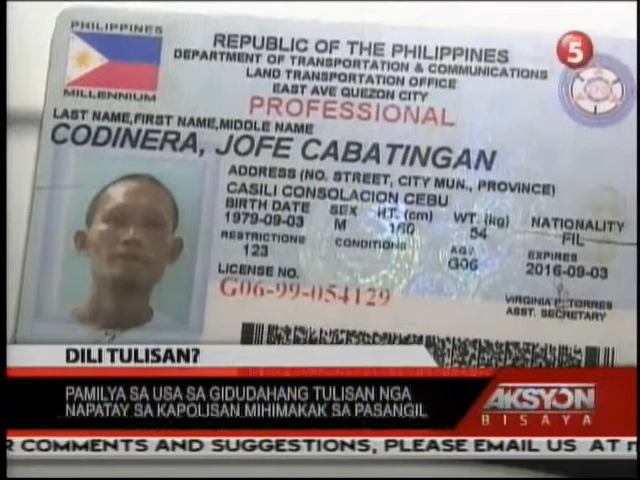 PHILIPPINES
MILLENNIUM
REPUBLIC OF THE PHILIPPINES
DEPARTMENT OF TRANSPORTATION & COMMUNICATIONS
LAND TRANSPORTATION OFFICE
EAST AVE QUEZON CITY
PROFESSIONAL
5
LAST NAME,FIRST NAME,MIDDLE NAME
CODINERA, JOFE CABATINGAN
ADDRESS (NO. STREET, CITY MUN., PROVINCE)
CASILI CONSOLACION CEBU
BIRTH DATE SEX HT. (cm) WT. (kg) NATIONALITY
1979-09-03 M 160 54 FIL
RESTRICTIONS CONDITIONS AGY EXPIRES
123 G06 2016-09-03
LICENSE NO.
G06-99-054129
VIRGINIA P. TORRES
ASST. SECRETARY
DILI TULISAN?
PAMILYA SA USA SA GIDUDAHANG TULISAN NGA
NAPATAY SA KAPOLISAN MIHIMAKAK SA PASANGIL
AKSYON
BISAYA
R COMMENTS AND SUGGESTIONS, PLEASE EMAIL US AT